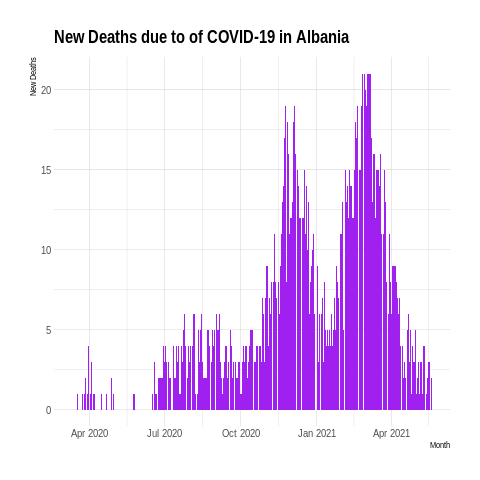 New Deaths due to of COVID-19 in Albania
New Deaths
20
15
10
5
0
Apr 2020 Jul 2020 Oct 2020 Jan 2021 Apr 2021
Month